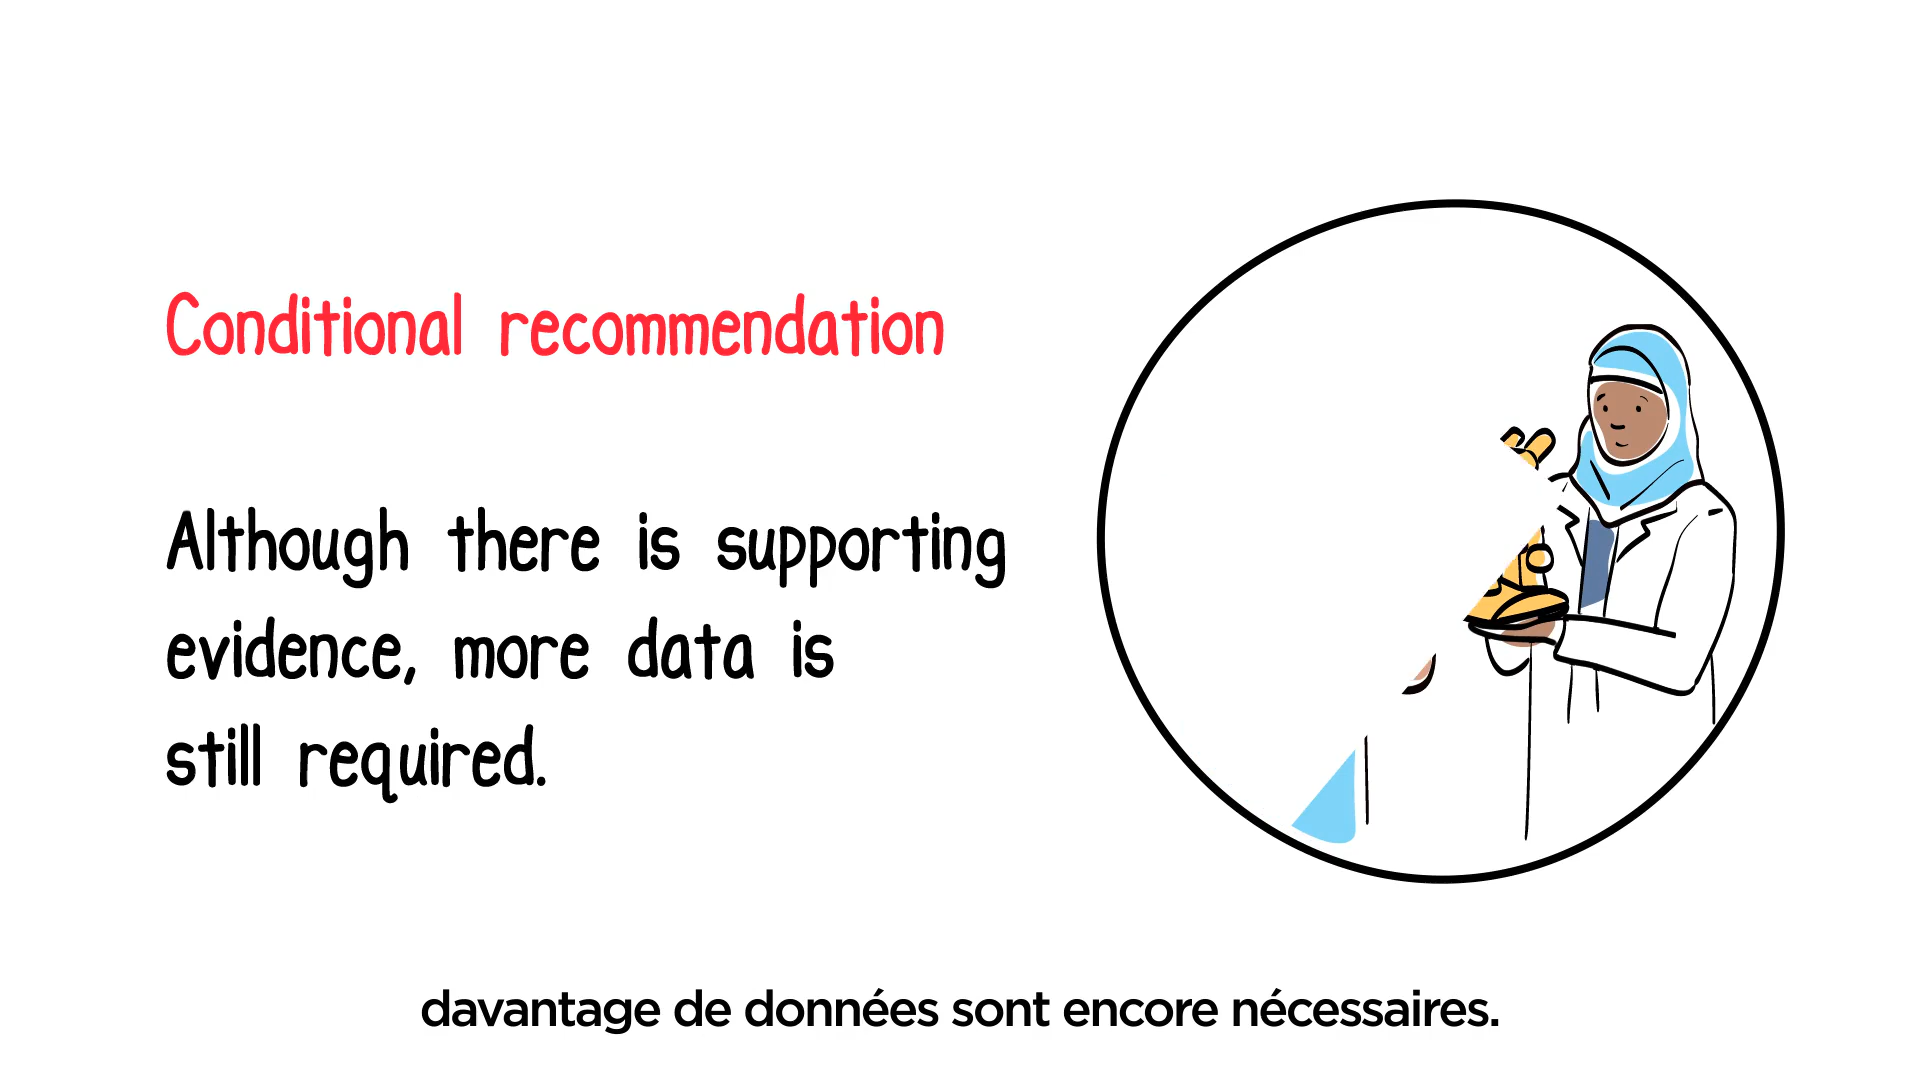 Conditional recommendation
Although there is supporting
evidence, more data is
still required.
davantage de données sont encore nécessaires.